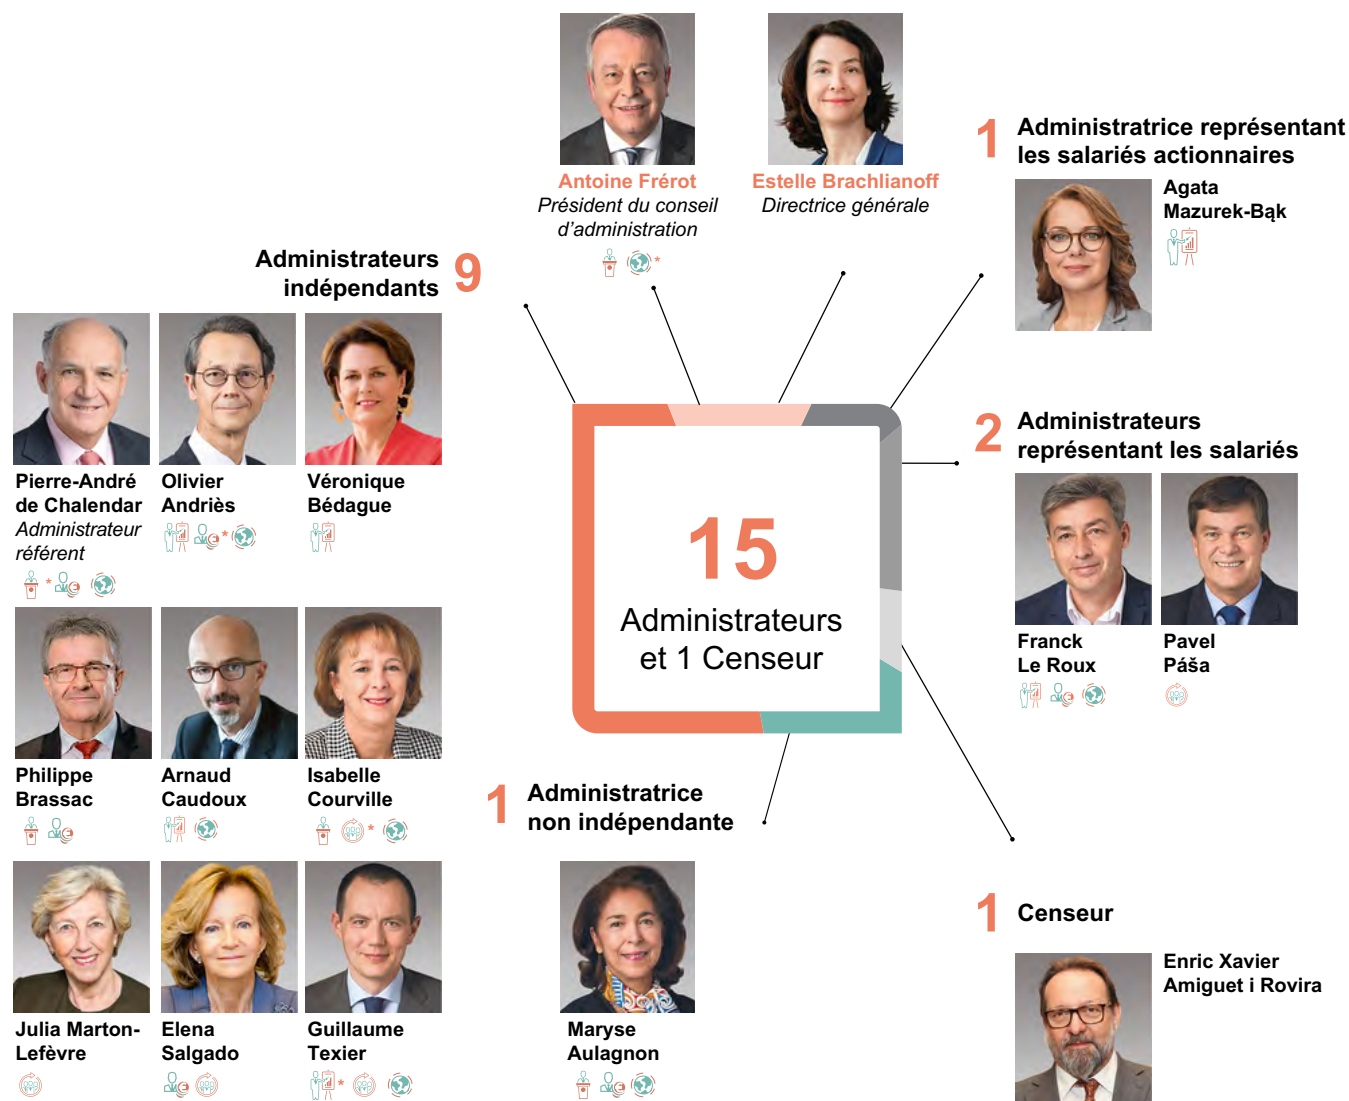 Antoine Frérot
Président du conseil
d’administration
*
Estelle Brachlianoff
Directrice générale
1
Administratrice représentant
les salariés actionnaires
Agata
Mazurek-Bąk
Administrateurs
indépendants
9
Pierre-André
de Chalendar
Administrateur
référent
*
Olivier
Andriès
*
Véronique
Bédague
2
Administrateurs
représentant les salariés
Franck
Le Roux
Pavel
Páša
15
Administrateurs
et 1 Censeur
Philippe
Brassac
Arnaud
Caudoux
Isabelle
Courville
*
1
Administratrice
non indépendante
Maryse
Aulagnon
Julia Marton-
Lefèvre
Elena
Salgado
Guillaume
Texier
*
1
Censeur
Enric Xavier
Amiguet i Rovira